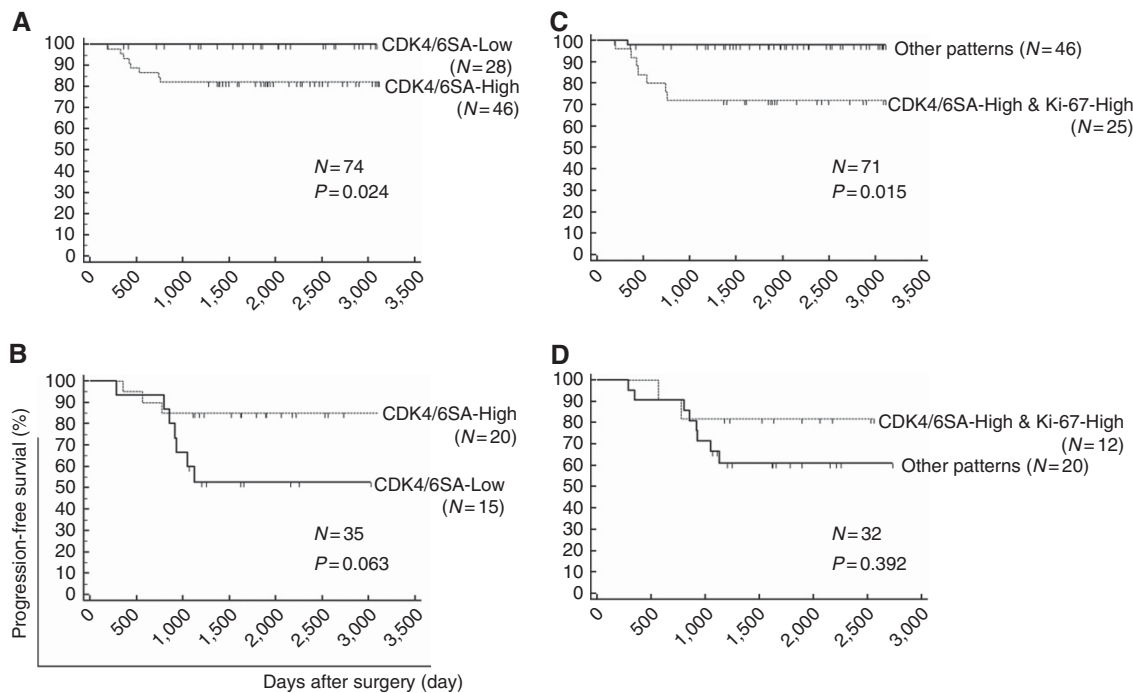 A
100
90
80
70
60
50
40
30
20
10
0
CDK4/6SA-Low
(N=28)
CDK4/6SA-High
(N=46)
N=74
P=0.024
0
500
1,000
1,500
2,000
2,500
3,000
3,500
C
100
90
80
70
60
50
40
30
20
10
0
Other patterns (N=46)
CDK4/6SA-High & Ki-67-High
(N=25)
N=71
P=0.015
0
500
1,000
1,500
2,000
2,500
3,000
3,500
B
100
90
80
70
60
50
40
30
20
10
0
CDK4/6SA-High
(N=20)
CDK4/6SA-Low
(N=15)
N=35
P=0.063
0
500
1,000
1,500
2,000
2,500
3,000
3,500
D
100
90
80
70
60
50
40
30
20
10
0
CDK4/6SA-High & Ki-67-High
(N=12)
Other patterns (N=20)
N=32
P=0.392
0
500
1,000
1,500
2,000
2,500
3,000
Progression-free survial (%)
Days after surgery (day)